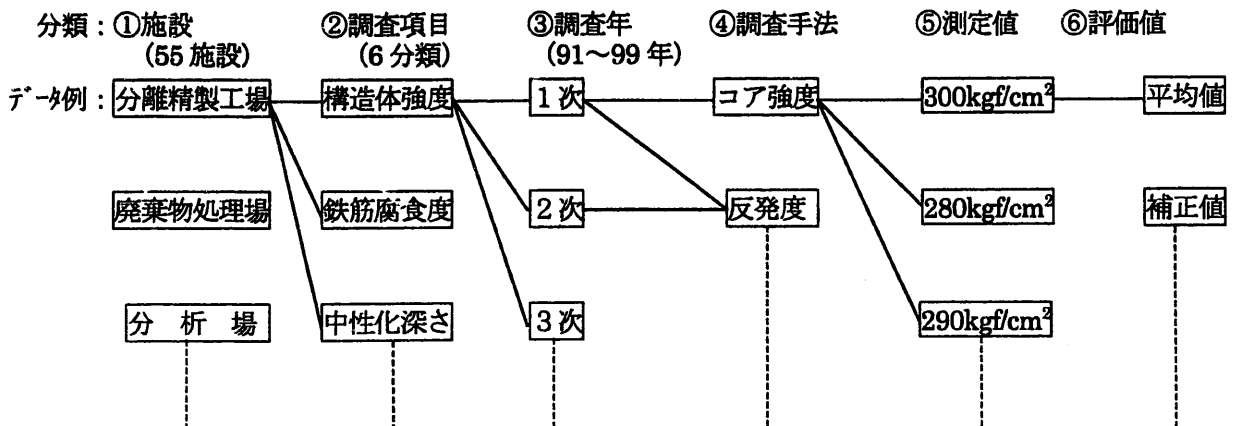 分類：①施設 ②調査項目 ③調査年 ④調査手法 ⑤測定値 ⑥評価値
(55施設) (6分類) (91～99年)
データ例：分離精製工場 構造体強度 1次 コア強度 300kgf/cm² 平均値
廃棄物処理場 鉄筋腐食度 2次 反発度 280kgf/cm² 補正値
分析場 中性化深さ 3次 290kgf/cm²